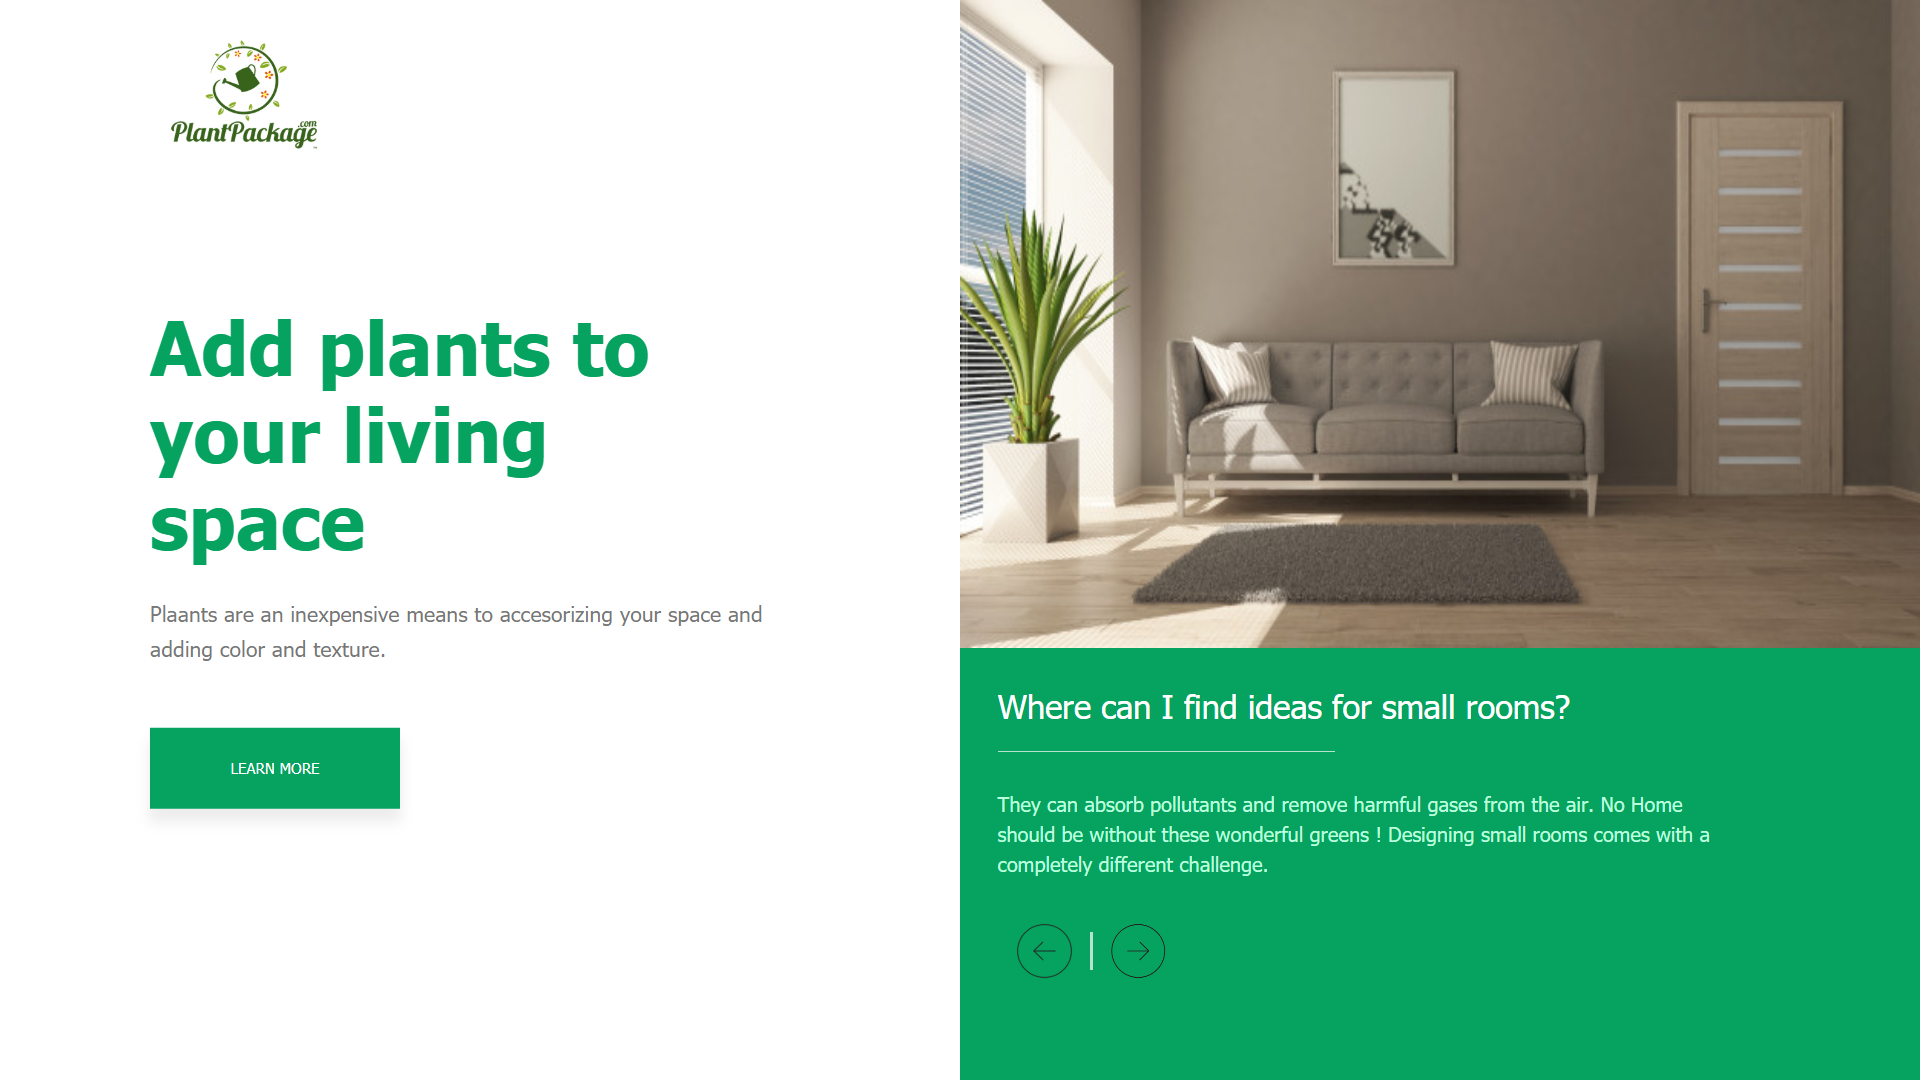 PlantPackage.com
Add plants to
your living
space
Plaants are an inexpensive means to accesorizing your space and
adding color and texture.
LEARN MORE
Where can I find ideas for small rooms?
They can absorb pollutants and remove harmful gases from the air. No Home
should be without these wonderful greens ! Designing small rooms comes with a
completely different challenge.